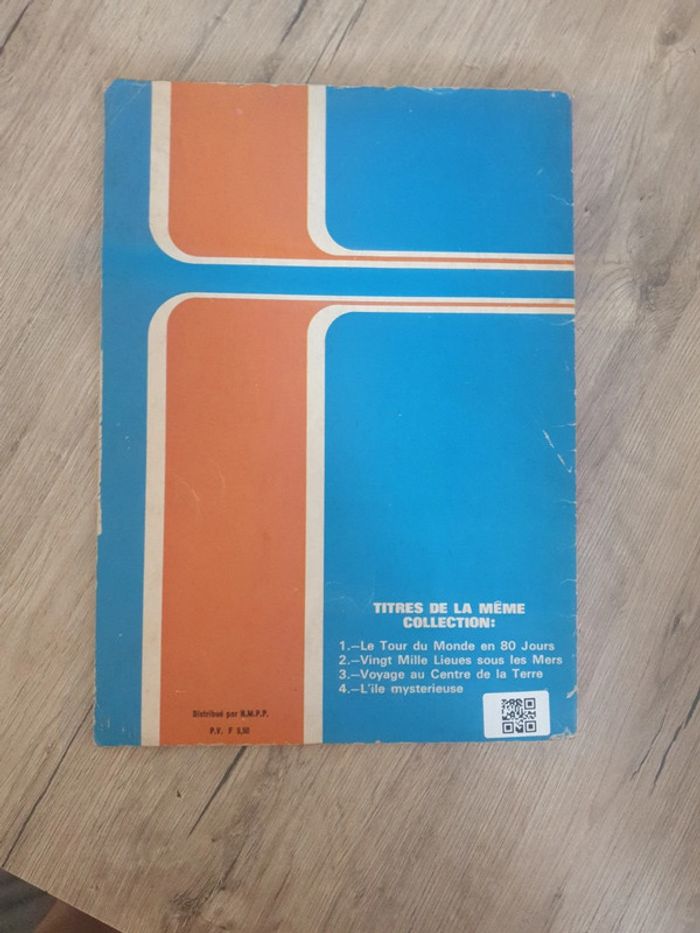 TITRES DE LA MÊME
COLLECTION:
1.—Le Tour du Monde en 80 Jours
2.—Vingt Mille Lieues sous les Mers
3.—Voyage au Centre de la Terre
4.—L'ile mysterieuse
Distribué par N.M.P.P.
P.V. F 5,50